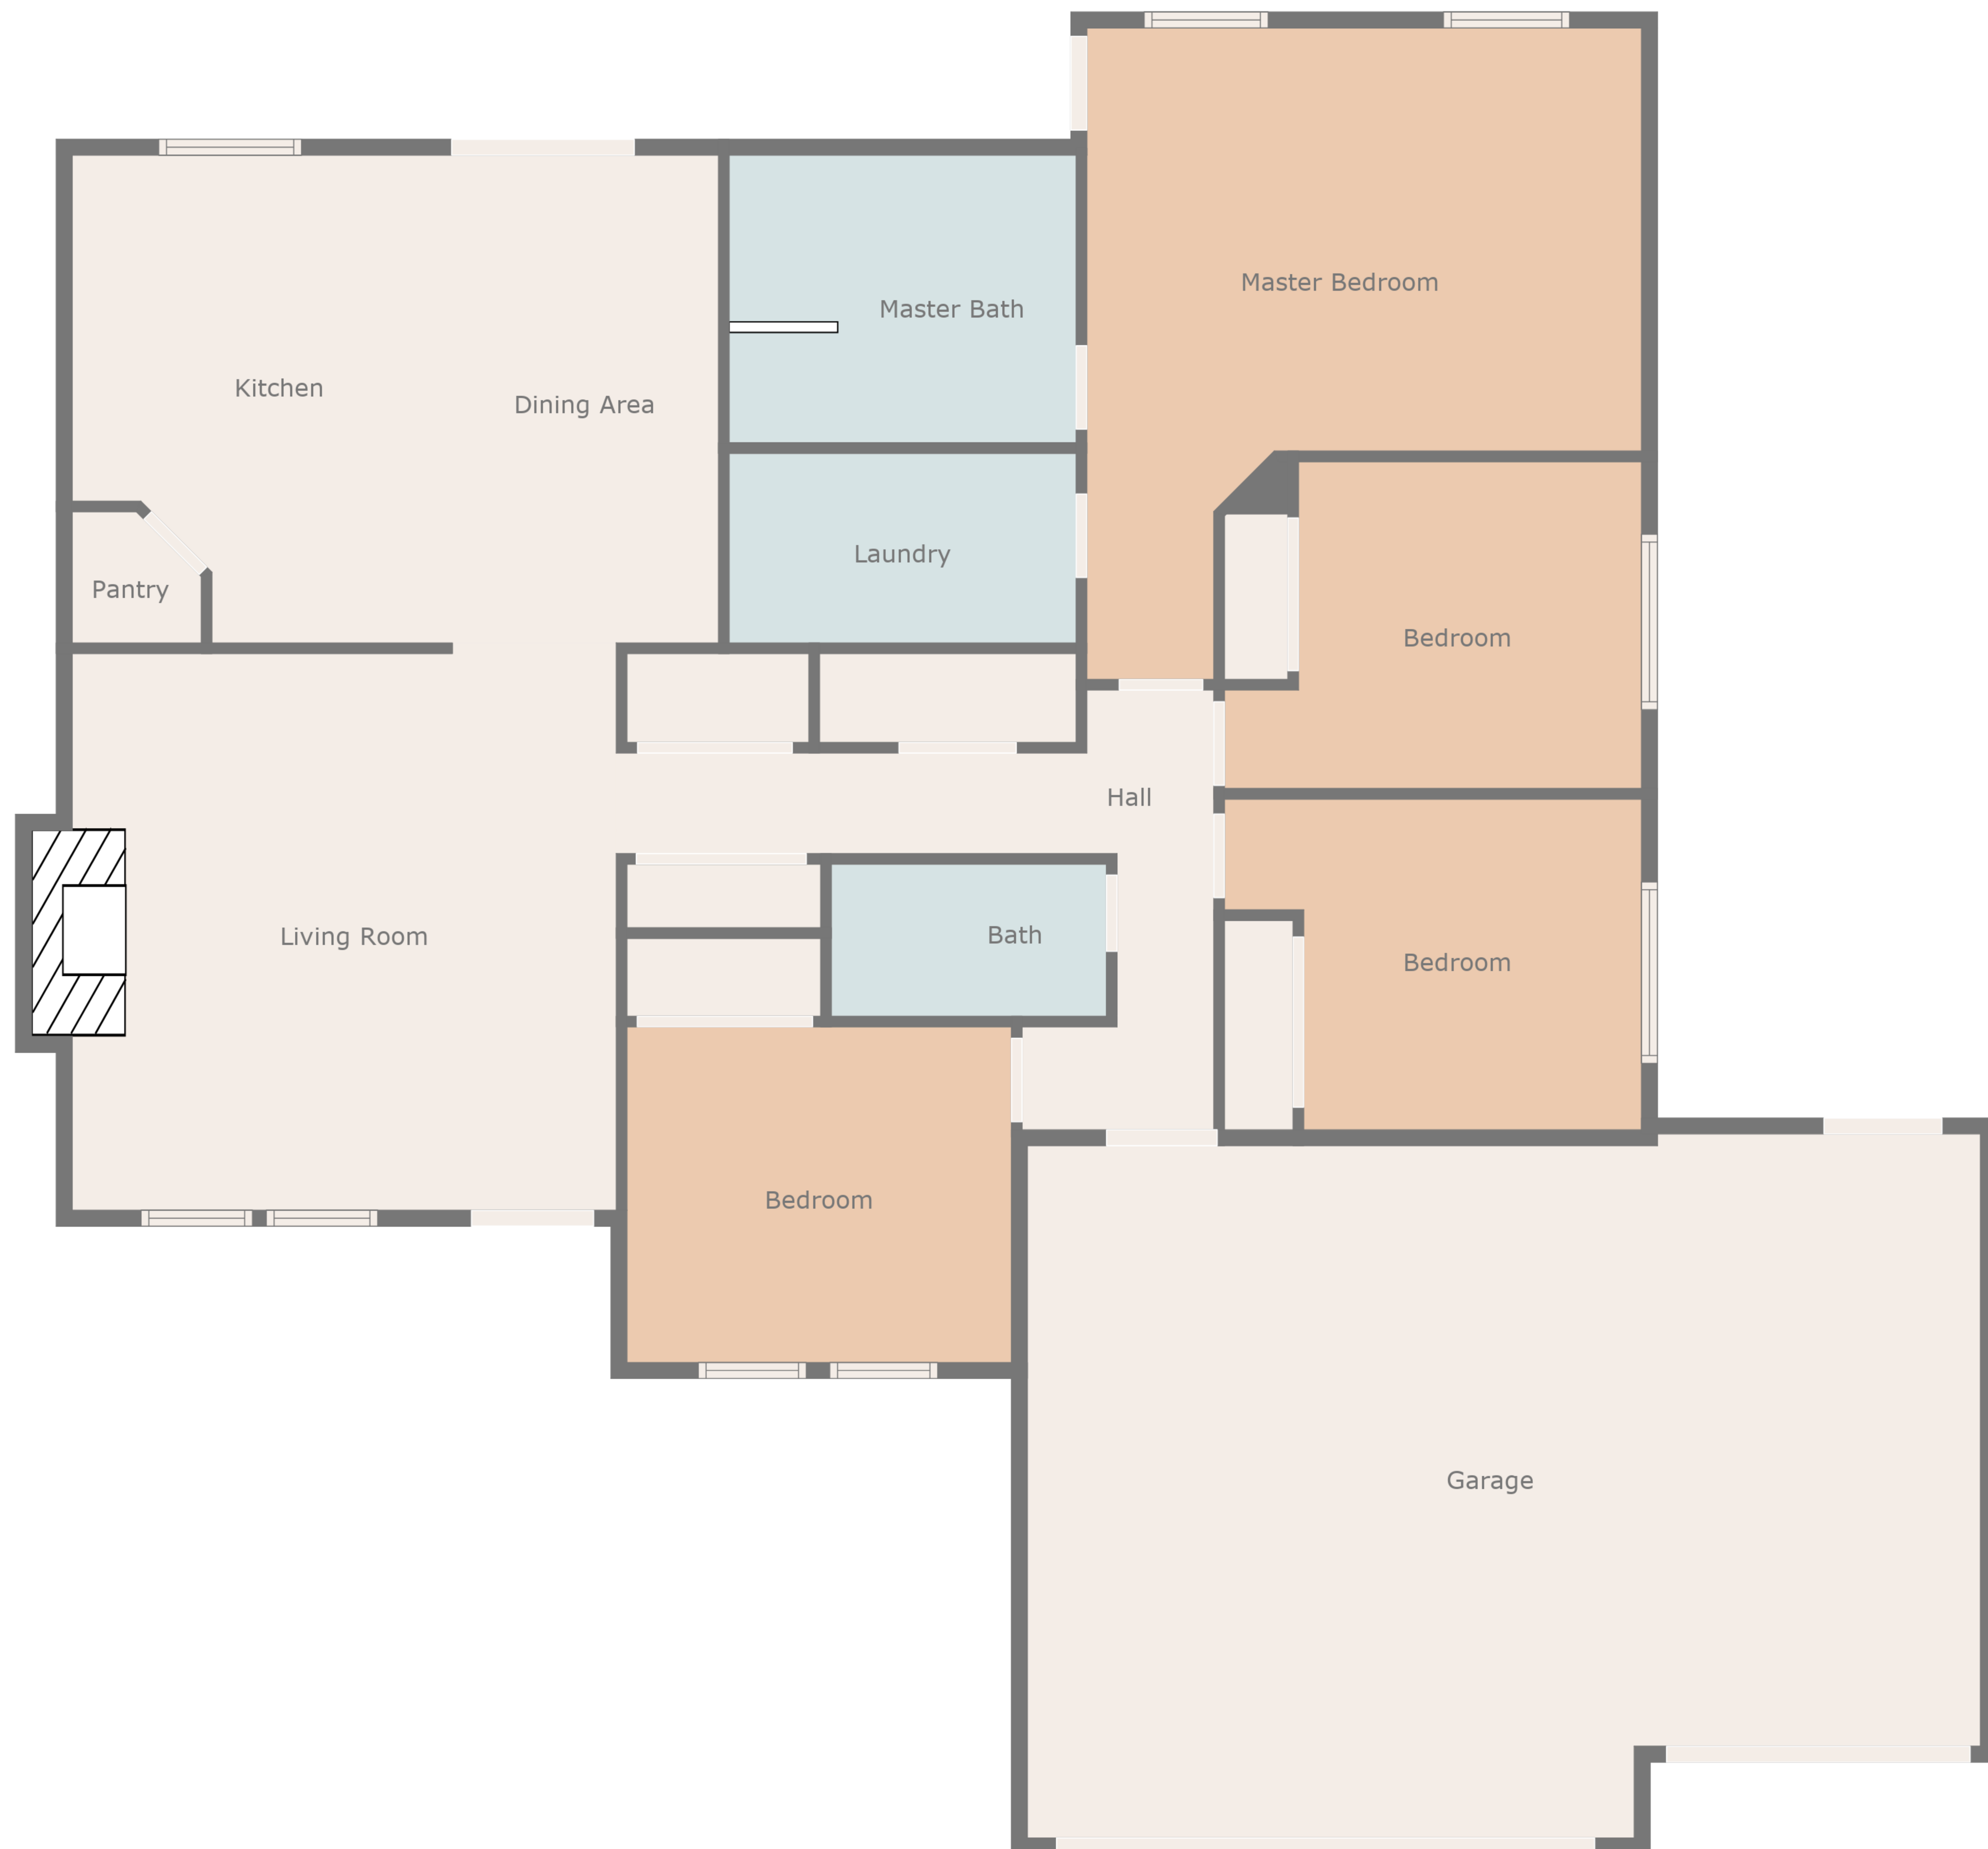 Master Bedroom
Master Bath
Kitchen
Dining Area
Laundry
Pantry
Bedroom
Hall
Living Room
Bath
Bedroom
Bedroom
Garage